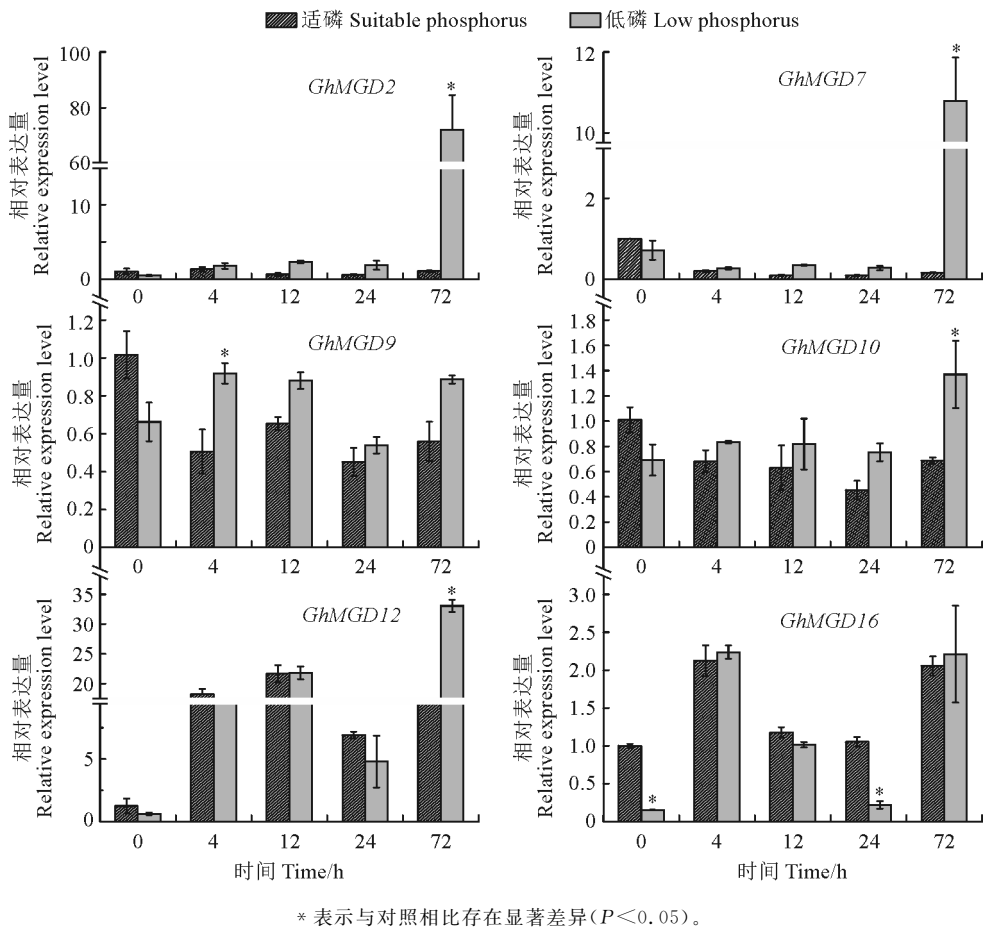 适磷 Suitable phosphorus 低磷 Low phosphorus
相对表达量
Relative expression level
100
80
60
10
5
0
GhMGD2
*
0 4 12 24 72
相对表达量
Relative expression level
12
10
2
0
GhMGD7
*
0 4 12 24 72
相对表达量
Relative expression level
1.2
1.0
0.8
0.6
0.4
0.2
0
GhMGD9
*
0 4 12 24 72
相对表达量
Relative expression level
1.8
1.6
1.4
1.2
1.0
0.8
0.6
0.4
0.2
0
GhMGD10
*
0 4 12 24 72
相对表达量
Relative expression level
35
30
25
20
5
0
GhMGD12
*
0 4 12 24 72
时间 Time/h
相对表达量
Relative expression level
3.0
2.5
2.0
1.5
1.0
0.5
0
GhMGD16
*
*
0 4 12 24 72
时间 Time/h
* 表示与对照相比存在显著差异(P<0.05)。